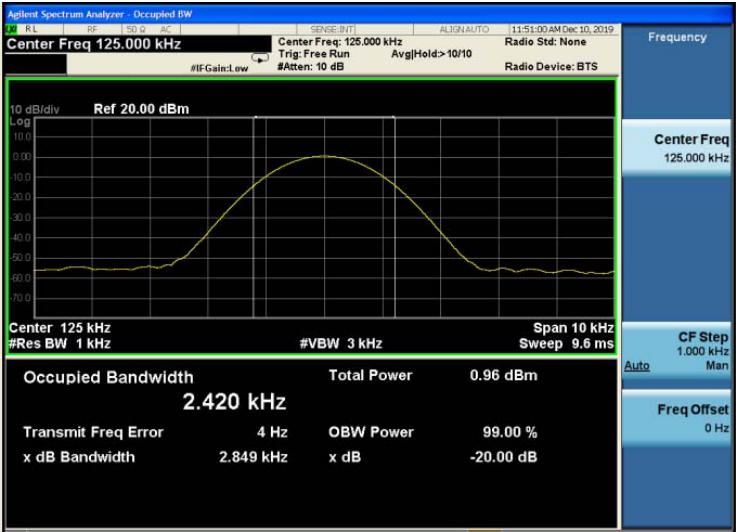 Agilent Spectrum Analyzer - Occupied BW
RL RF 50 Ω AC SENSE:INT ALIGN AUTO 11:51:00 AM Dec 10, 2019
Center Freq 125.000 kHz
Center Freq: 125.000 kHz
Radio Std: None
Trig: Free Run Avg|Hold:>10/10
#IFGain:Low #Atten: 10 dB Radio Device: BTS
10 dB/div Ref 20.00 dBm
Log
10.0
0.00
-10.0
-20.0
-30.0
-40.0
-50.0
-60.0
-70.0
Center 125 kHz Span 10 kHz
#Res BW 1 kHz #VBW 3 kHz Sweep 9.6 ms
Occupied Bandwidth Total Power 0.96 dBm
2.420 kHz
Transmit Freq Error 4 Hz OBW Power 99.00 %
x dB Bandwidth 2.849 kHz x dB -20.00 dB
Frequency
Center Freq
125.000 kHz
CF Step
1.000 kHz
Auto Man
Freq Offset
0 Hz